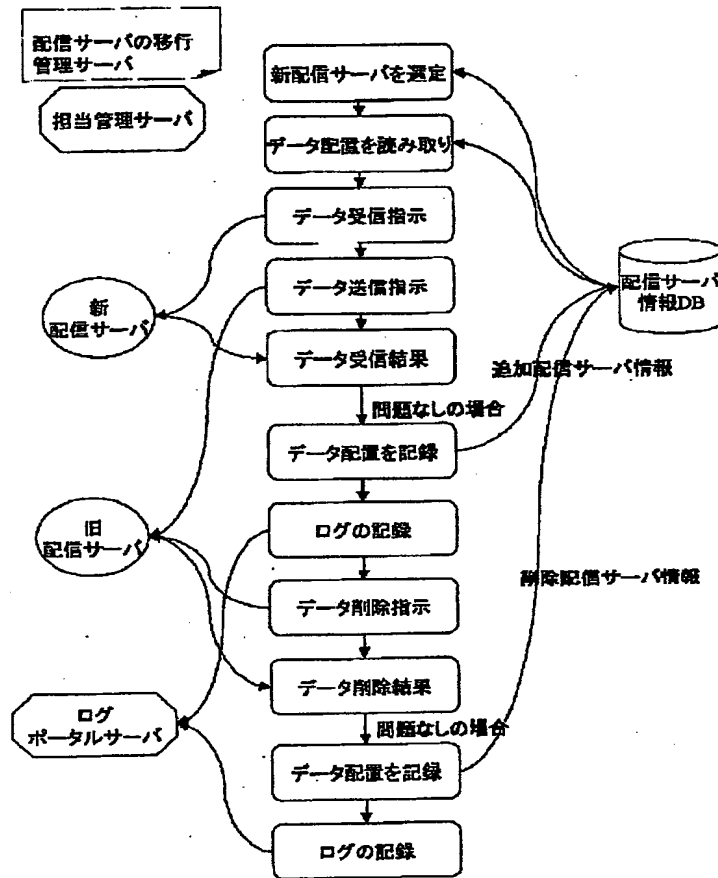 配信サーバの移行
管理サーバ
担当管理サーバ
新配信サーバを選定
データ配置を読み取り
データ受信指示
データ送信指示
新
配信サーバ
配信サーバ
情報DB
データ受信結果
追加配信サーバ情報
問題なしの場合
データ配置を記録
ログの記録
旧
配信サーバ
削除配信サーバ情報
データ削除指示
データ削除結果
ログ
ポータルサーバ
問題なしの場合
データ配置を記録
ログの記録